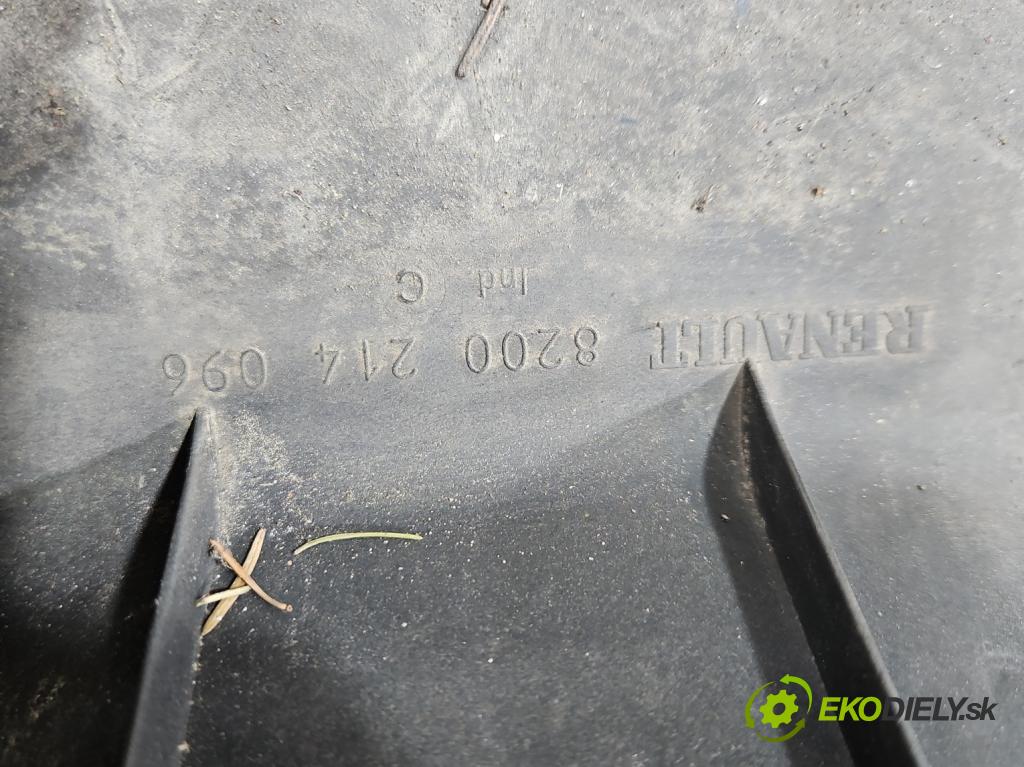 RENAULT 8200 214 096
Ind C
EKODIELY.sk